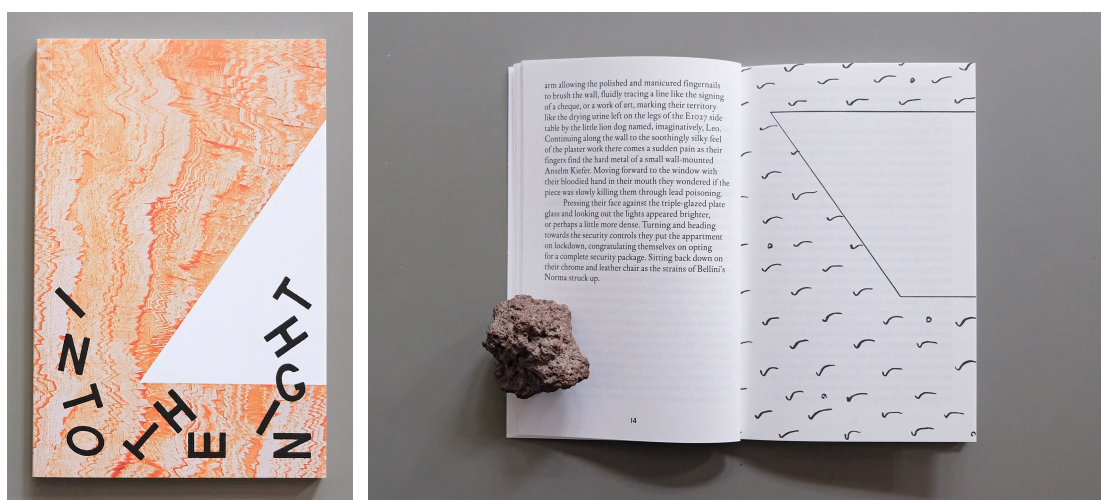 INTO
THE
NIGHT
arm allowing the polished and manicured fingernails
to brush the wall, fluidly tracing a line like the signing
of a cheque, or a work of art, marking their territory
like the drying urine left on the legs of the E1027 side
table by the little lion dog named, imaginatively, Leo.
Continuing along the wall to the soothingly silky feel
of the plaster work there comes a sudden pain as their
fingers find the hard metal of a small wall-mounted
Anselm Kiefer. Moving forward to the window with
their bloodied hand in their mouth they wondered if the
piece was slowly killing them through lead poisoning.
Pressing their face against the triple-glazed plate
glass and looking out the lights appeared brighter,
or perhaps a little more dense. Turning and heading
towards the security controls they put the appartment
on lockdown, congratulating themselves on opting
for a complete security package. Sitting back down on
their chrome and leather chair as the strains of Bellini's
Norma struck up.
14